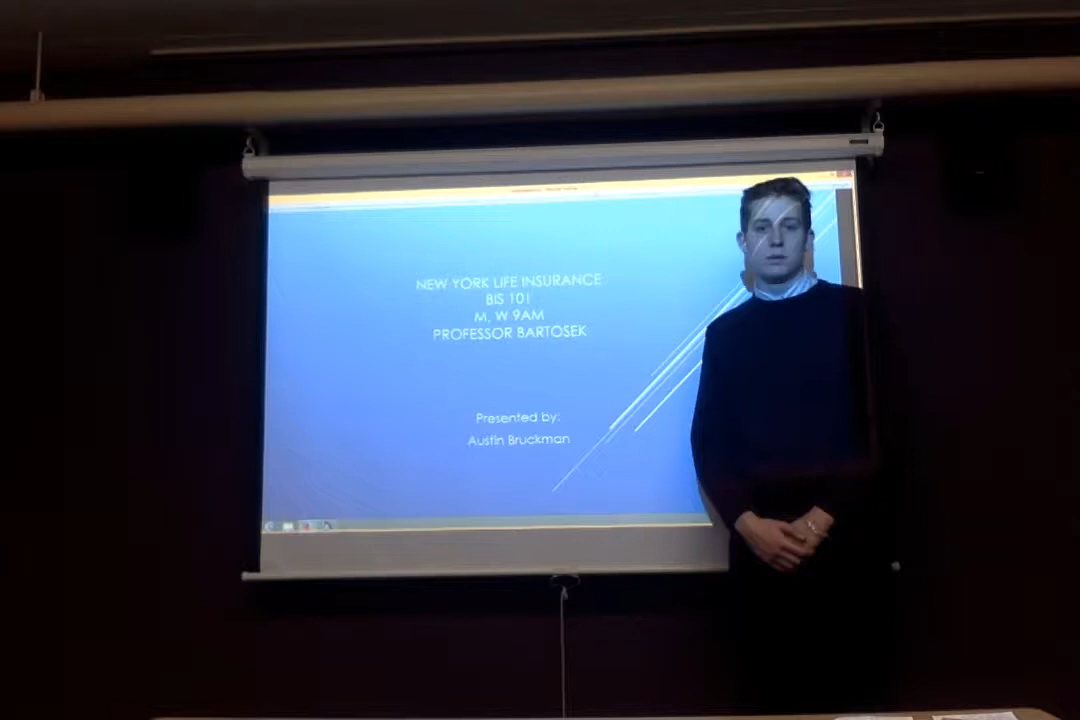 NEW YORK LIFE INSURANCE
BIS 101
M, W 9AM
PROFESSOR BARTOSEK
Presented by:
Austin Bruckman